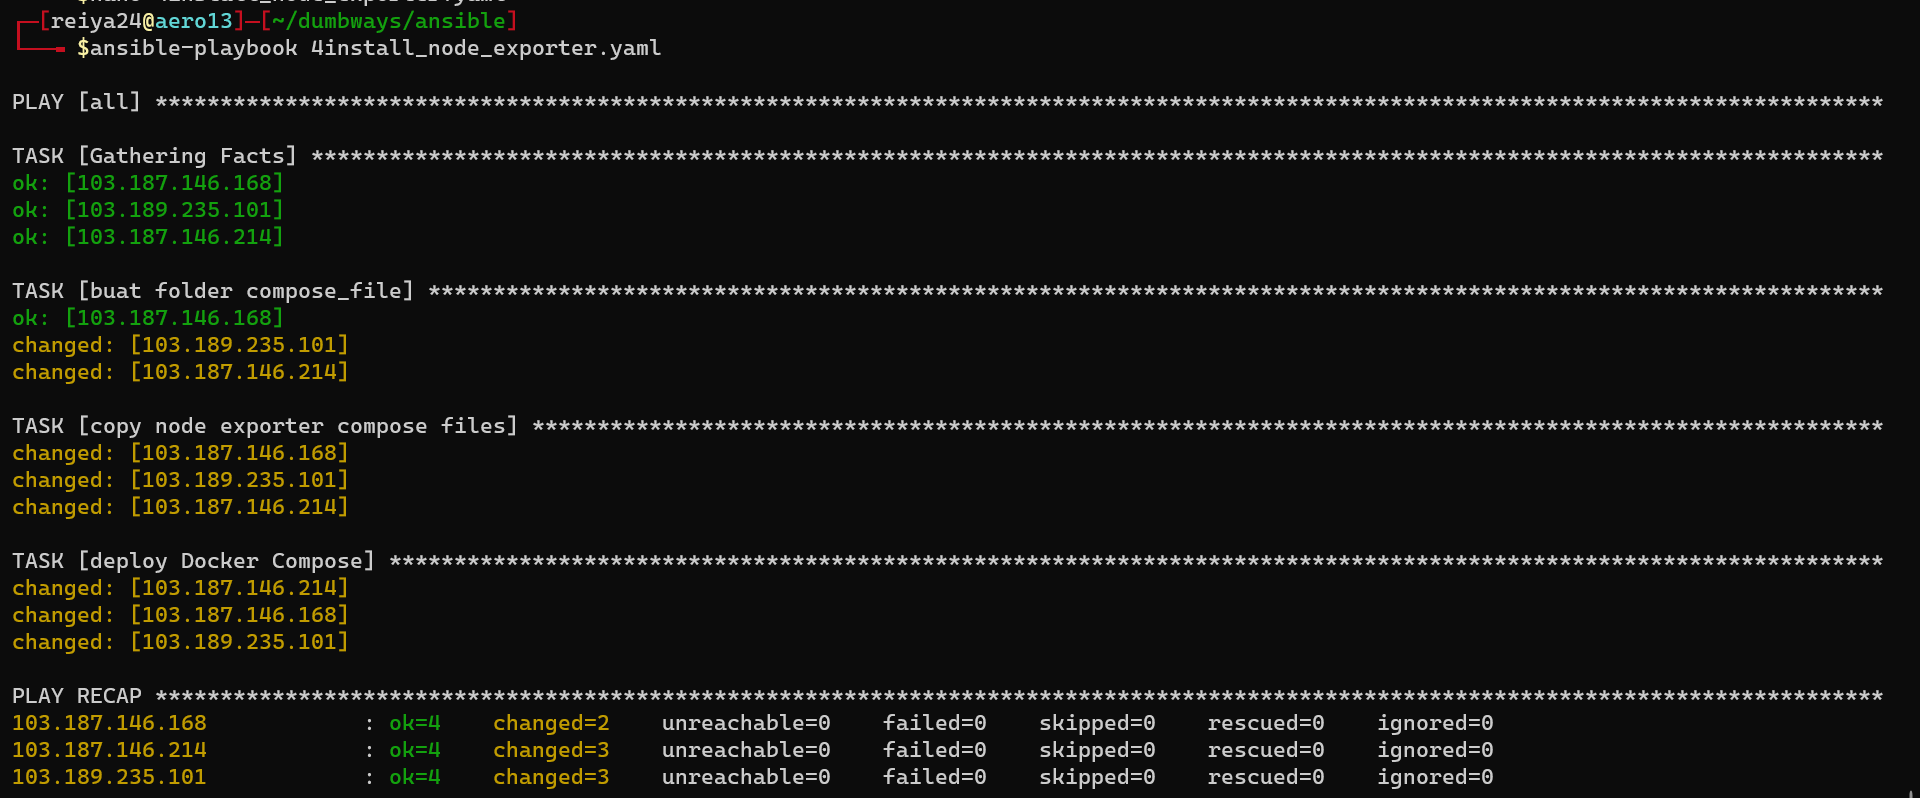 [reiya24@aero13]─[~/dumbways/ansible]
$ansible-playbook 4install_node_exporter.yaml
PLAY [all] *************************************************************************************************************************************
TASK [Gathering Facts] *************************************************************************************************************************
ok: [103.187.146.168]
ok: [103.189.235.101]
ok: [103.187.146.214]
TASK [buat folder compose_file] ****************************************************************************************************************
ok: [103.187.146.168]
changed: [103.189.235.101]
changed: [103.187.146.214]
TASK [copy node exporter compose files] ********************************************************************************************************
changed: [103.187.146.168]
changed: [103.189.235.101]
changed: [103.187.146.214]
TASK [deploy Docker Compose] *******************************************************************************************************************
changed: [103.187.146.214]
changed: [103.187.146.168]
changed: [103.189.235.101]
PLAY RECAP *************************************************************************************************************************************
103.187.146.168            : ok=4    changed=2    unreachable=0    failed=0    skipped=0    rescued=0    ignored=0
103.187.146.214            : ok=4    changed=3    unreachable=0    failed=0    skipped=0    rescued=0    ignored=0
103.189.235.101            : ok=4    changed=3    unreachable=0    failed=0    skipped=0    rescued=0    ignored=0